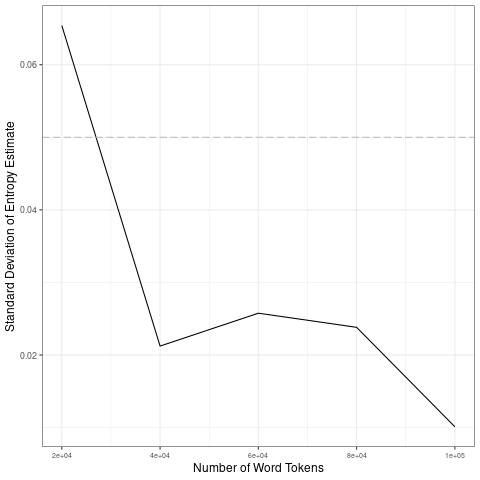 Standard Deviation of Entropy Estimate
0.06
0.04
0.02
2e+04 4e+04 6e+04 8e+04 1e+05
Number of Word Tokens